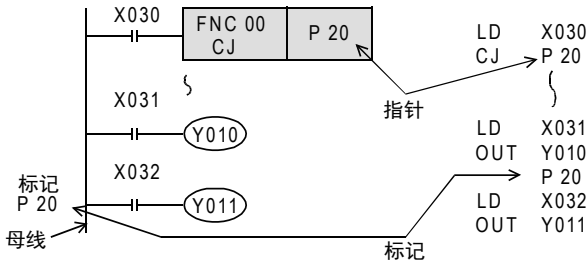 X030
FNC 00
CJ
P 20
X031
Y010
X032
Y011
标记
P 20
母线
指针
标记
LD X030
CJ P 20
LD X031
OUT Y010
P 20
LD X032
OUT Y011